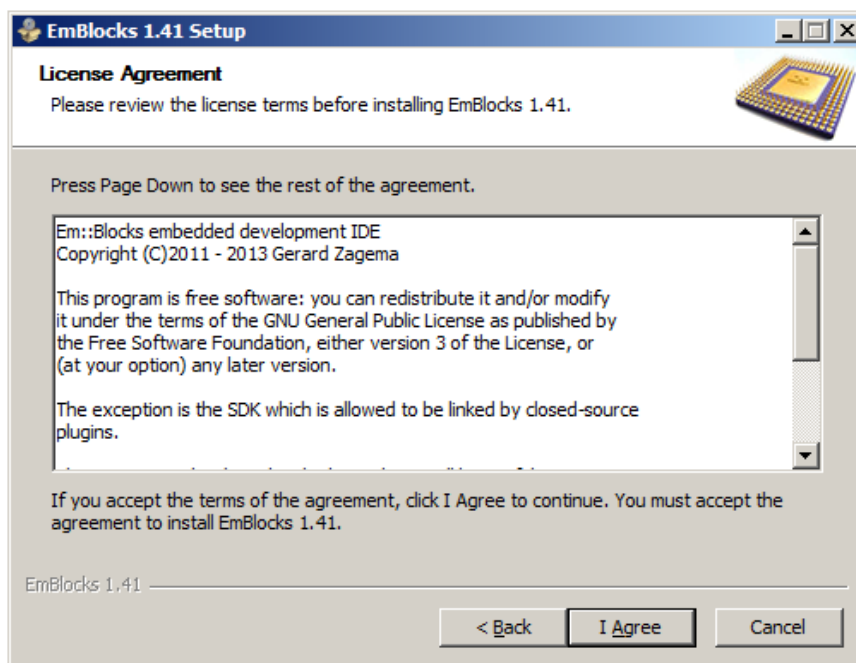 EmBlocks 1.41 Setup
License Agreement
Please review the license terms before installing EmBlocks 1.41.
Press Page Down to see the rest of the agreement.
Em::Blocks embedded development IDE
Copyright (C)2011 - 2013 Gerard Zagema
This program is free software: you can redistribute it and/or modify
it under the terms of the GNU General Public License as published by
the Free Software Foundation, either version 3 of the License, or
(at your option) any later version.
The exception is the SDK which is allowed to be linked by closed-source
plugins.
If you accept the terms of the agreement, click I Agree to continue. You must accept the
agreement to install EmBlocks 1.41.
EmBlocks 1.41
< Back
I Agree
Cancel